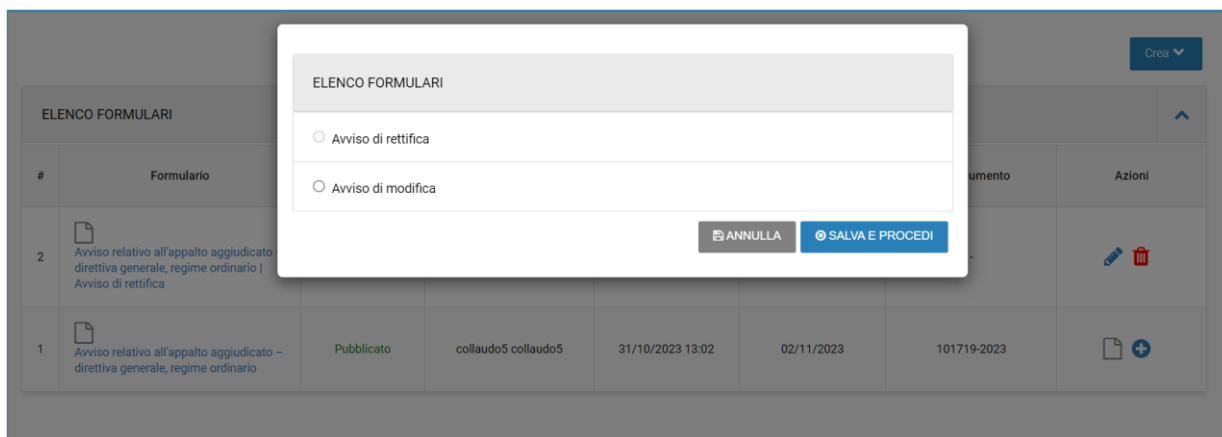 Crea
ELENCO FORMULARI
Avviso di rettifica
Avviso di modifica
ANNULLA
SALVA E PROCEDI
ELENCO FORMULARI
#
Formulario
Azioni
2
Avviso relativo all'appalto aggiudicato
direttiva generale, regime ordinario |
Avviso di rettifica
-
1
Avviso relativo all'appalto aggiudicato –
direttiva generale, regime ordinario
Pubblicato
collaudo5 collaudo5
31/10/2023 13:02
02/11/2023
101719-2023